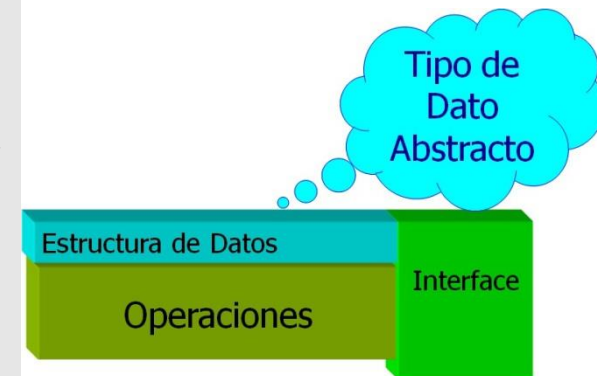 Tipo de
Dato
Abstracto
Estructura de Datos
Interface
Operaciones